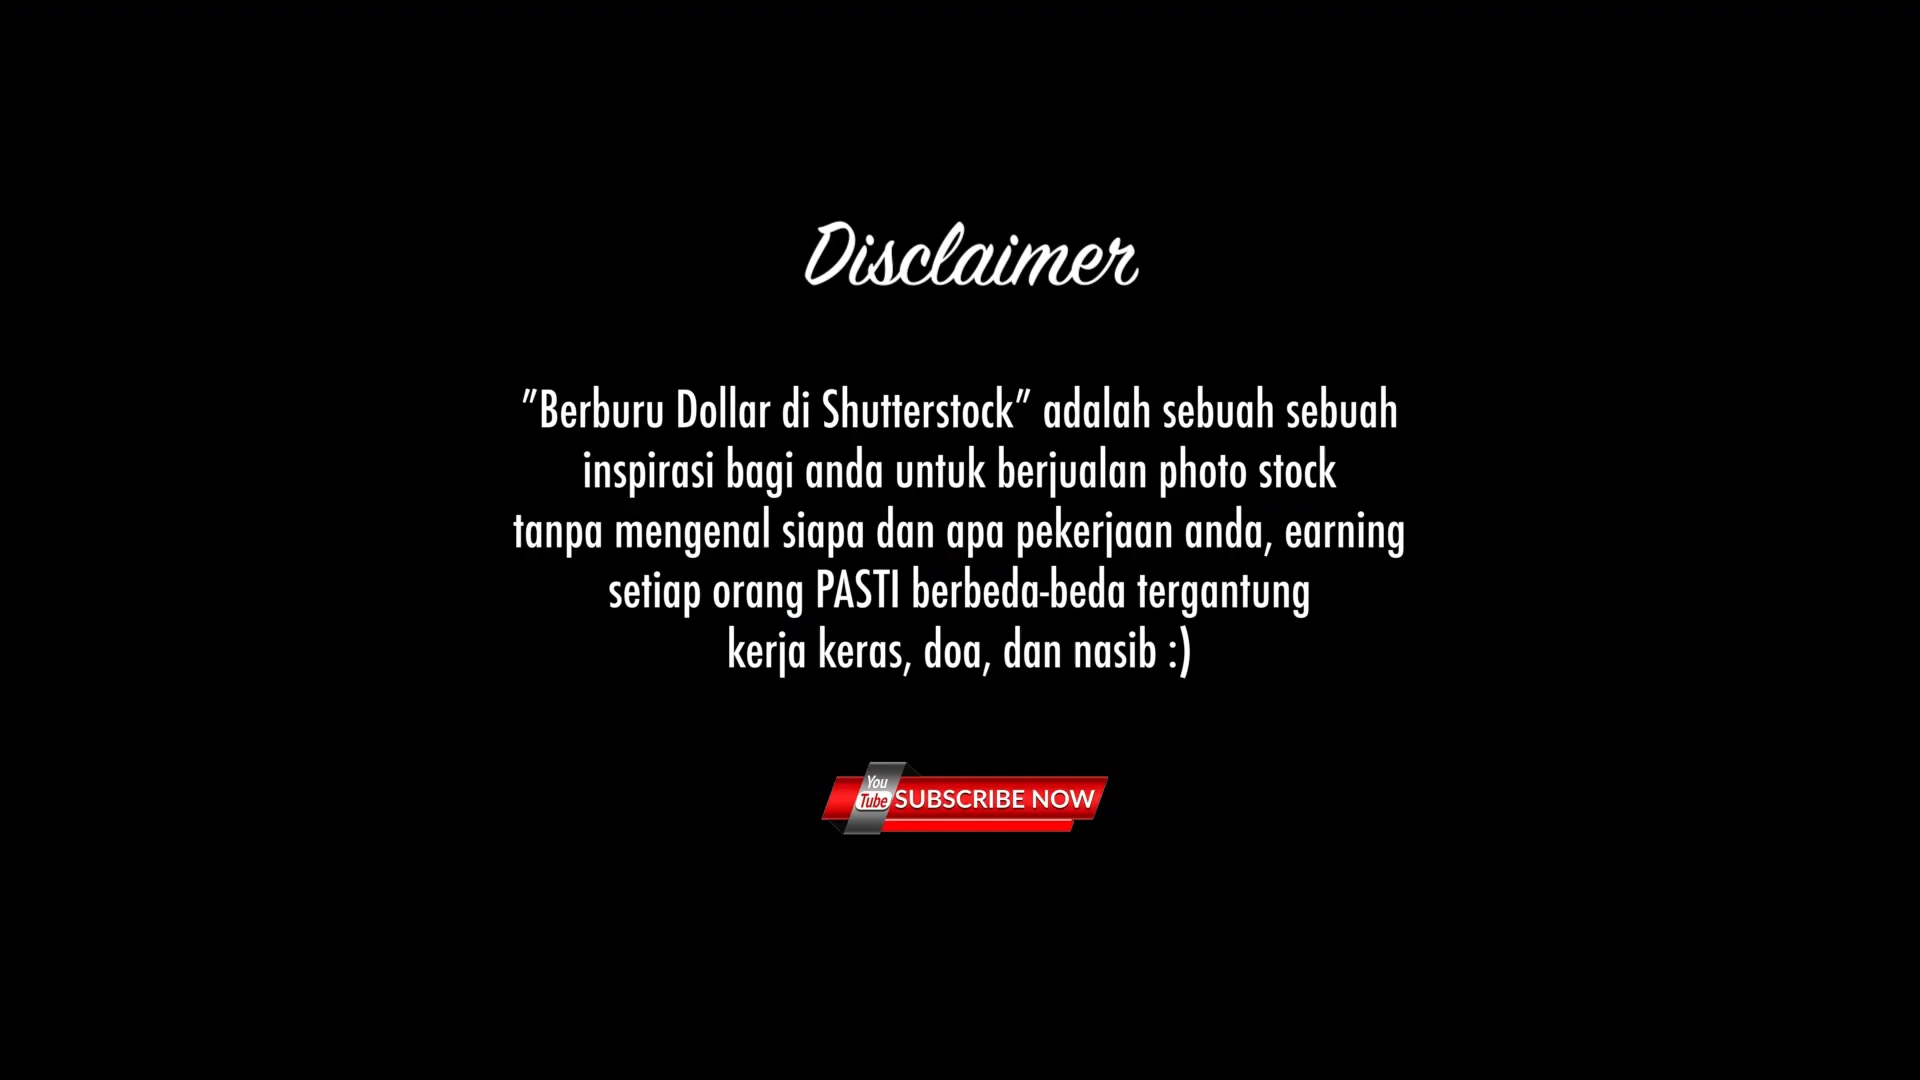 Disclaimer
”Berburu Dollar di Shutterstock” adalah sebuah sebuah
inspirasi bagi anda untuk berjualan photo stock
tanpa mengenal siapa dan apa pekerjaan anda, earning
setiap orang PASTI berbeda-beda tergantung
kerja keras, doa, dan nasib :)
You
Tube SUBSCRIBE NOW